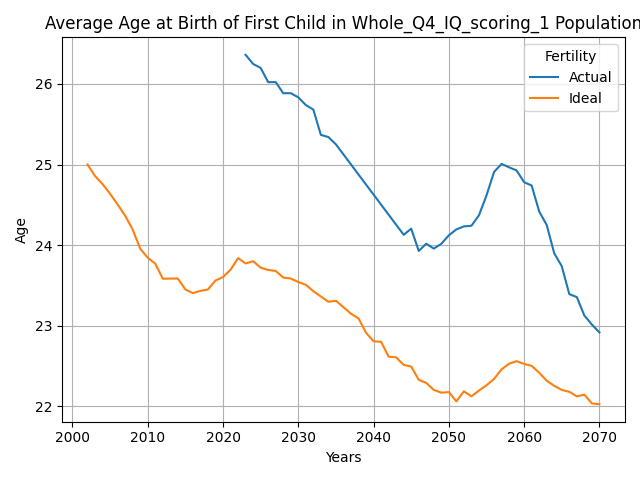 Average Age at Birth of First Child in Whole_Q4_IQ_scoring_1 Population
Fertility
Actual
Ideal
Age
26
25
24
23
22
2000 2010 2020 2030 2040 2050 2060 2070
Years